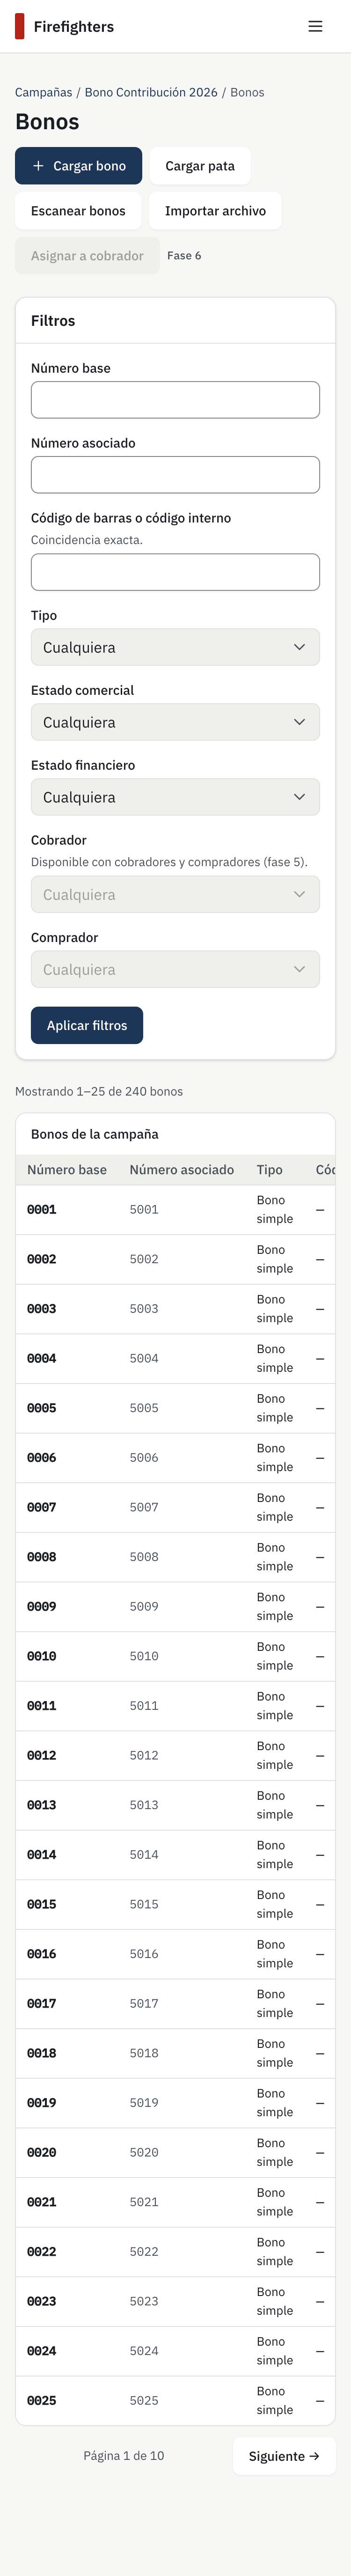 Firefighters
Campañas / Bono Contribución 2026 / Bonos
Bonos
Cargar bono
Cargar pata
Escanear bonos
Importar archivo
Asignar a cobrador
Fase 6
Filtros
Número base
Número asociado
Código de barras o código interno
Coincidencia exacta.
Tipo
Cualquiera
Estado comercial
Cualquiera
Estado financiero
Cualquiera
Cobrador
Disponible con cobradores y compradores (fase 5).
Cualquiera
Comprador
Cualquiera
Aplicar filtros
Mostrando 1–25 de 240 bonos
Bonos de la campaña
Número base Número asociado Tipo Cód
0001 5001 Bono simple –
0002 5002 Bono simple –
0003 5003 Bono simple –
0004 5004 Bono simple –
0005 5005 Bono simple –
0006 5006 Bono simple –
0007 5007 Bono simple –
0008 5008 Bono simple –
0009 5009 Bono simple –
0010 5010 Bono simple –
0011 5011 Bono simple –
0012 5012 Bono simple –
0013 5013 Bono simple –
0014 5014 Bono simple –
0015 5015 Bono simple –
0016 5016 Bono simple –
0017 5017 Bono simple –
0018 5018 Bono simple –
0019 5019 Bono simple –
0020 5020 Bono simple –
0021 5021 Bono simple –
0022 5022 Bono simple –
0023 5023 Bono simple –
0024 5024 Bono simple –
0025 5025 Bono simple –
Página 1 de 10
Siguiente →